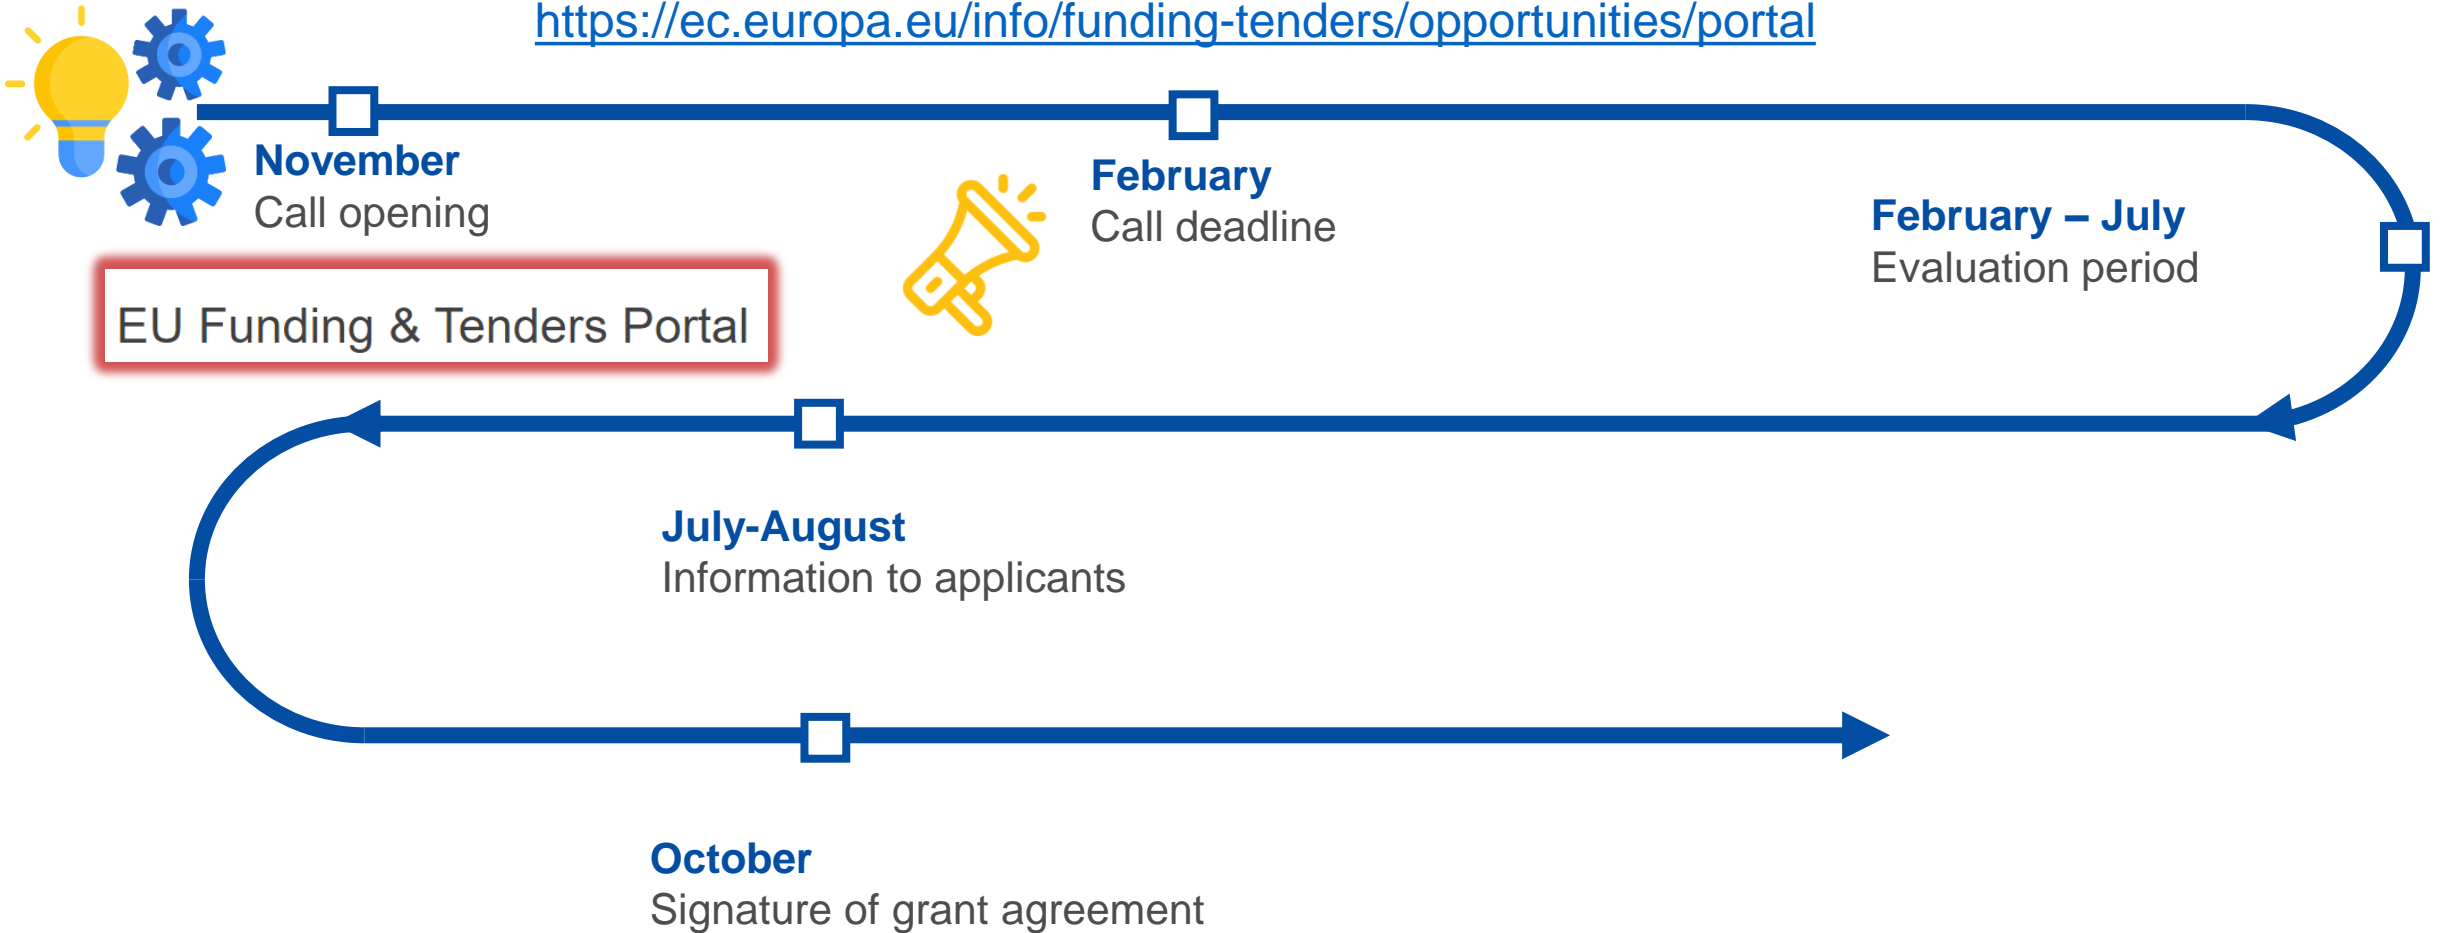 https://ec.europa.eu/info/funding-tenders/opportunities/portal
November
Call opening
February
Call deadline
February – July
Evaluation period
EU Funding & Tenders Portal
July-August
Information to applicants
October
Signature of grant agreement